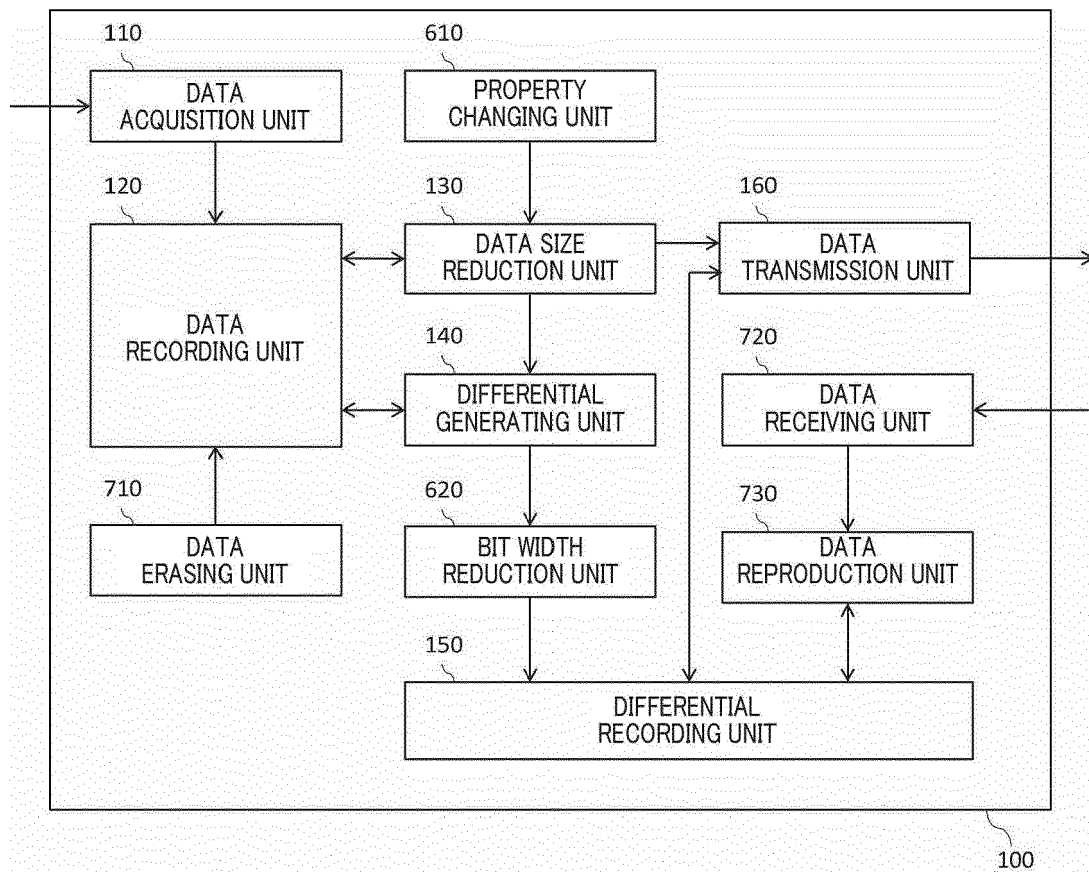 110
DATA
ACQUISITION UNIT
610
PROPERTY
CHANGING UNIT
120
DATA
RECORDING UNIT
130
DATA SIZE
REDUCTION UNIT
160
DATA
TRANSMISSION UNIT
140
DIFFERENTIAL
GENERATING UNIT
720
DATA
RECEIVING UNIT
710
DATA
ERASING UNIT
620
BIT WIDTH
REDUCTION UNIT
730
DATA
REPRODUCTION UNIT
150
DIFFERENTIAL
RECORDING UNIT
100